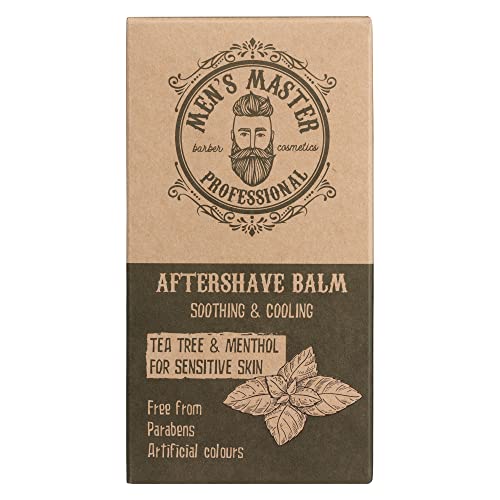 MEN'S MASTER
barber cosmetics
PROFESSIONAL
AFTERSHAVE BALM
SOOTHING & COOLING
TEA TREE & MENTHOL
FOR SENSITIVE SKIN
Free from
Parabens
Artificial colours